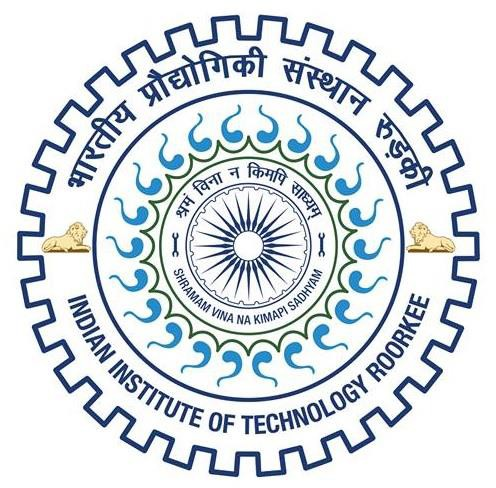 भारतीय प्रौद्योगिकी संस्थान रुड़की
श्रमं विना न किमपि साध्यम्
SHRAMAM VINA NA KIMAPI SADHYAM
INDIAN INSTITUTE OF TECHNOLOGY ROORKEE